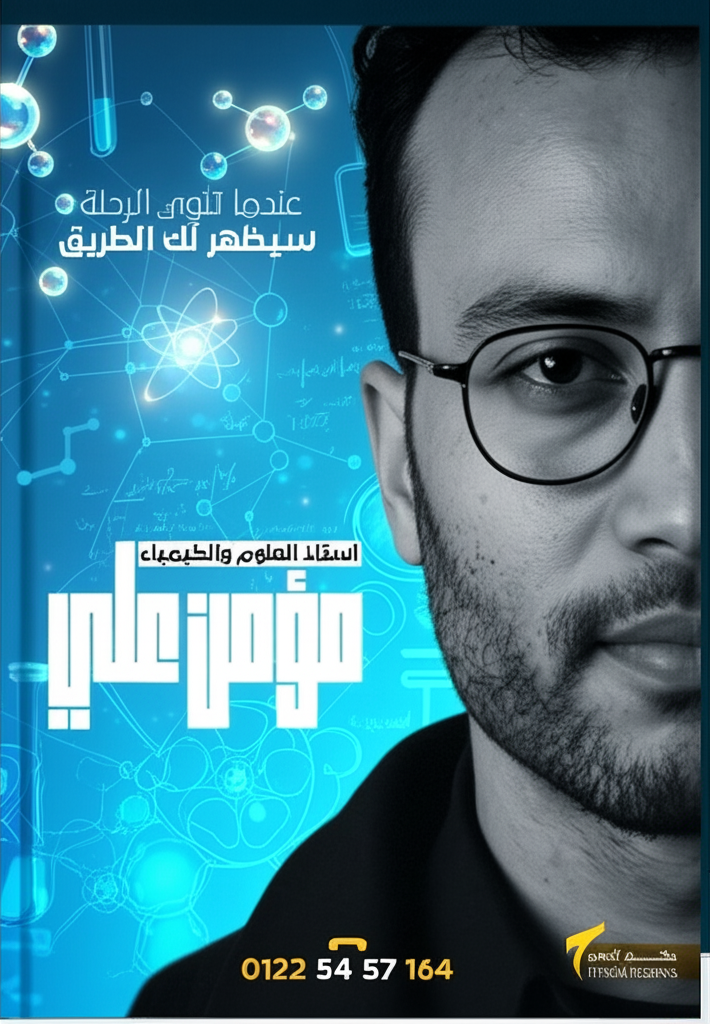 عندما تنوي الرحلة
سيظهر لك الطريق
استاذ العلوم والكيمياء
مؤمن علي
0122 54 57 164